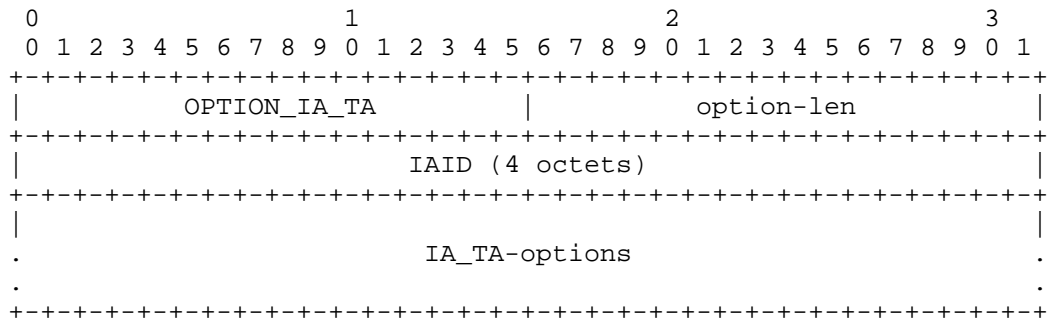 0                   1                   2                   3
 0 1 2 3 4 5 6 7 8 9 0 1 2 3 4 5 6 7 8 9 0 1 2 3 4 5 6 7 8 9 0 1
+-+-+-+-+-+-+-+-+-+-+-+-+-+-+-+-+-+-+-+-+-+-+-+-+-+-+-+-+-+-+-+-+
|          OPTION_IA_TA         |          option-len           |
+-+-+-+-+-+-+-+-+-+-+-+-+-+-+-+-+-+-+-+-+-+-+-+-+-+-+-+-+-+-+-+-+
|                        IAID (4 octets)                        |
+-+-+-+-+-+-+-+-+-+-+-+-+-+-+-+-+-+-+-+-+-+-+-+-+-+-+-+-+-+-+-+-+
|                                                               |
.                         IA_TA-options                         .
.                                                               .
+-+-+-+-+-+-+-+-+-+-+-+-+-+-+-+-+-+-+-+-+-+-+-+-+-+-+-+-+-+-+-+-+